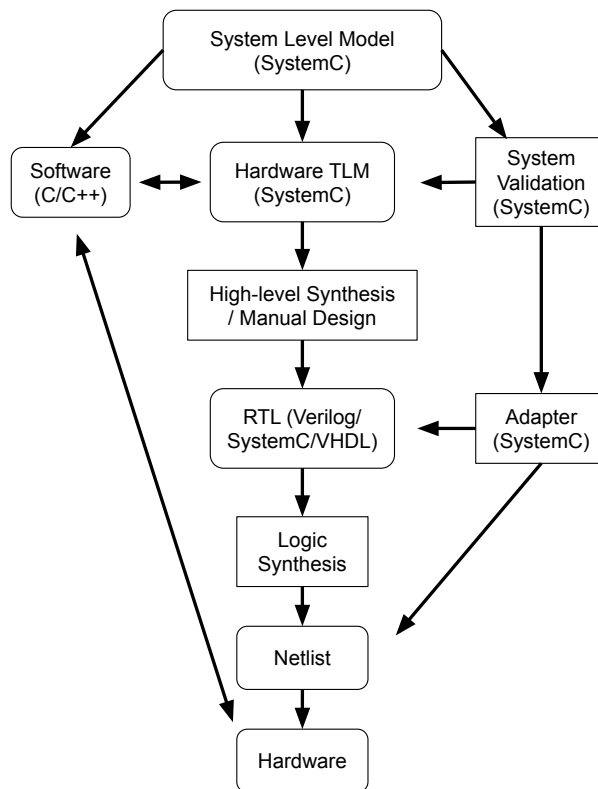 System Level Model
(SystemC)
Software
(C/C++)
Hardware TLM
(SystemC)
System
Validation
(SystemC)
High-level Synthesis
/ Manual Design
RTL (Verilog/
SystemC/VHDL)
Adapter
(SystemC)
Logic
Synthesis
Netlist
Hardware